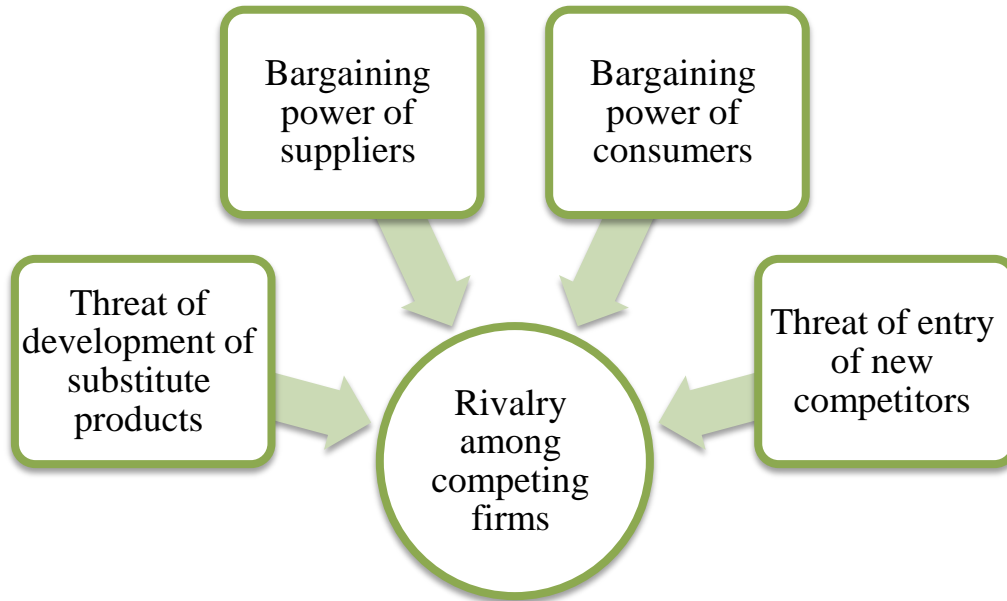 Bargaining
power of
suppliers
Bargaining
power of
consumers
Threat of
development of
substitute
products
Rivalry
among
competing
firms
Threat of entry
of new
competitors